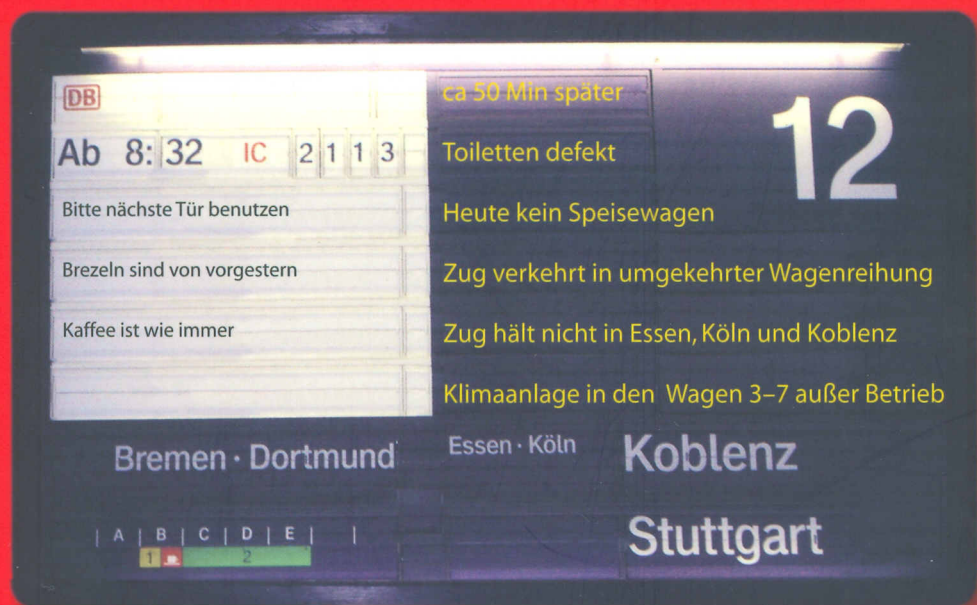 DB
Ab 8:32 IC 2113
Bitte nächste Tür benutzen
Brezeln sind von vorgestern
Kaffee ist wie immer
ca 50 Min später
Toiletten defekt
Heute kein Speisewagen
Zug verkehrt in umgekehrter Wagenreihung
Zug hält nicht in Essen, Köln und Koblenz
Klimaanlage in den Wagen 3–7 außer Betrieb
12
Bremen · Dortmund Essen · Köln Koblenz
Stuttgart
A B C D E
1 2